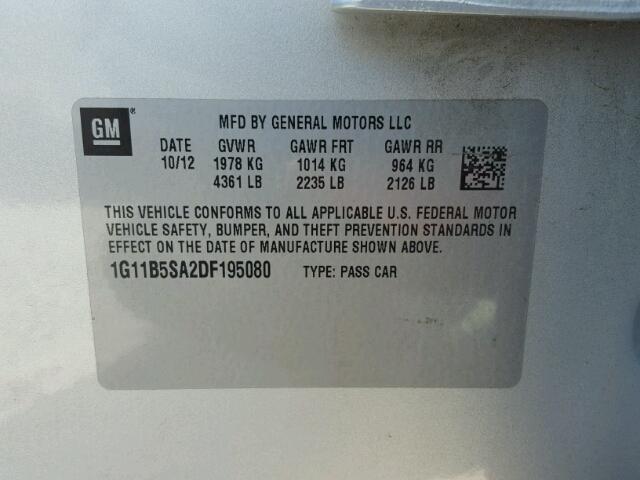 GM ® MFD BY GENERAL MOTORS LLC
DATE GVWR GAWR FRT GAWR RR
10/12 1978 KG 1014 KG 964 KG
4361 LB 2235 LB 2126 LB
THIS VEHICLE CONFORMS TO ALL APPLICABLE U.S. FEDERAL MOTOR
VEHICLE SAFETY, BUMPER, AND THEFT PREVENTION STANDARDS IN
EFFECT ON THE DATE OF MANUFACTURE SHOWN ABOVE.
1G11B5SA2DF195080 TYPE: PASS CAR